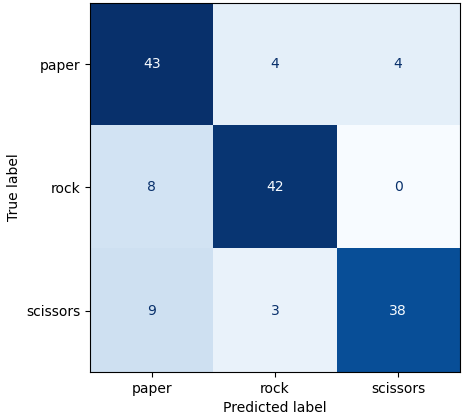 True label
paper 43 4 4
rock 8 42 0
scissors 9 3 38
paper rock scissors
Predicted label